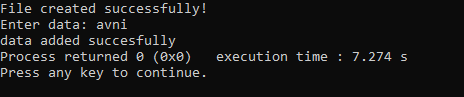 File created successfully!
Enter data: avni
data added succesfully
Process returned 0 (0x0)   execution time : 7.274 s
Press any key to continue.